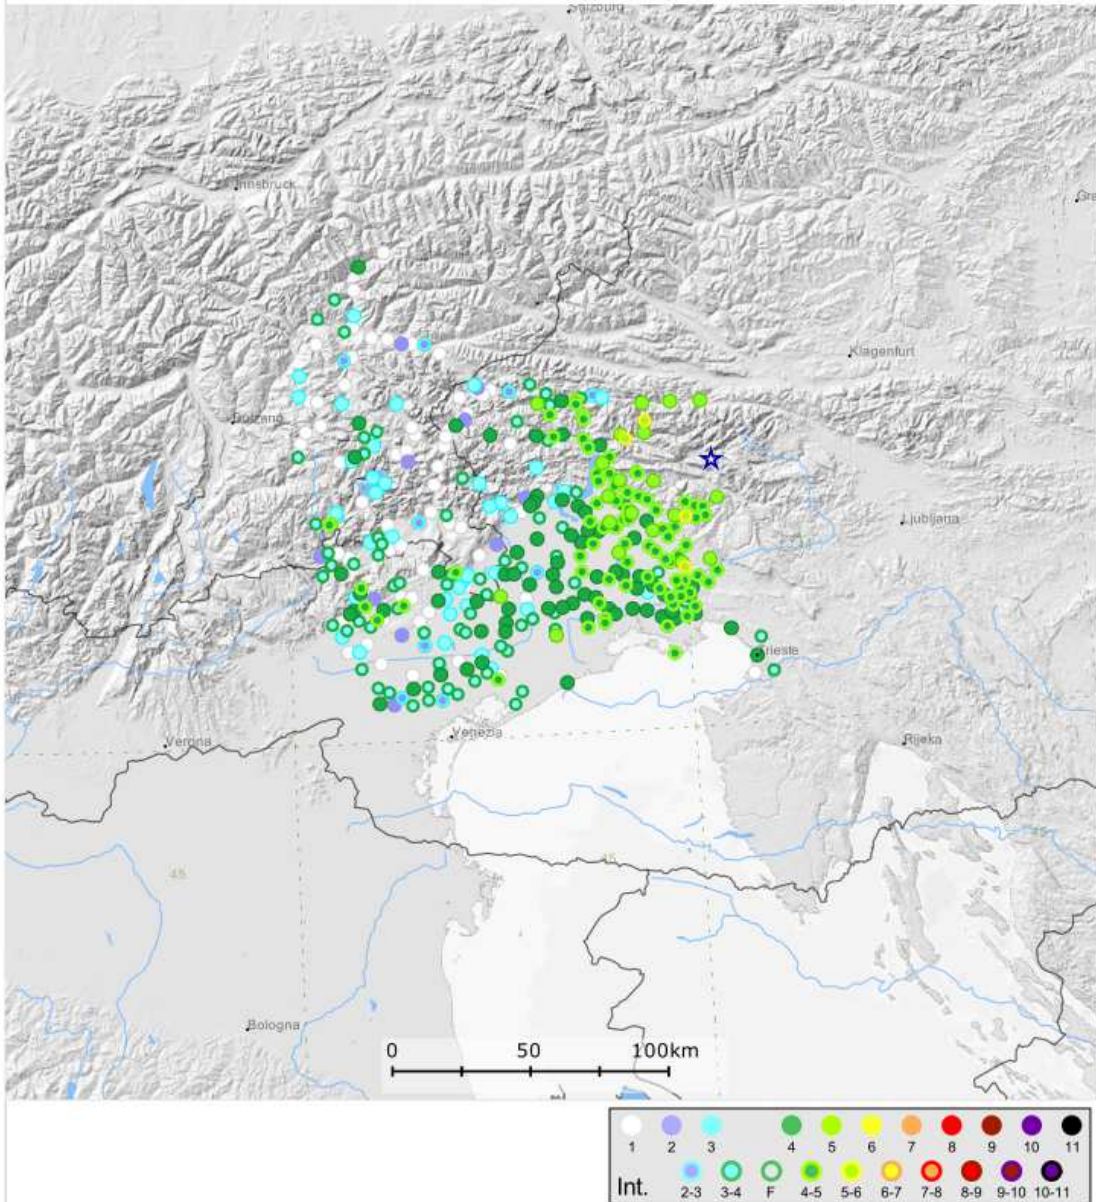 Salzburg
Innsbruck
Klagenfurt
Bolzano
Ljubljana
Trieste
Verona
Venezia
Rijeka
45
45
45
Bologna
0 50 100km
1 2 3 4 5 6 7 8 9 10 11
Int. 2-3 3-4 F 4-5 5-6 6-7 7-8 8-9 9-10 10-11